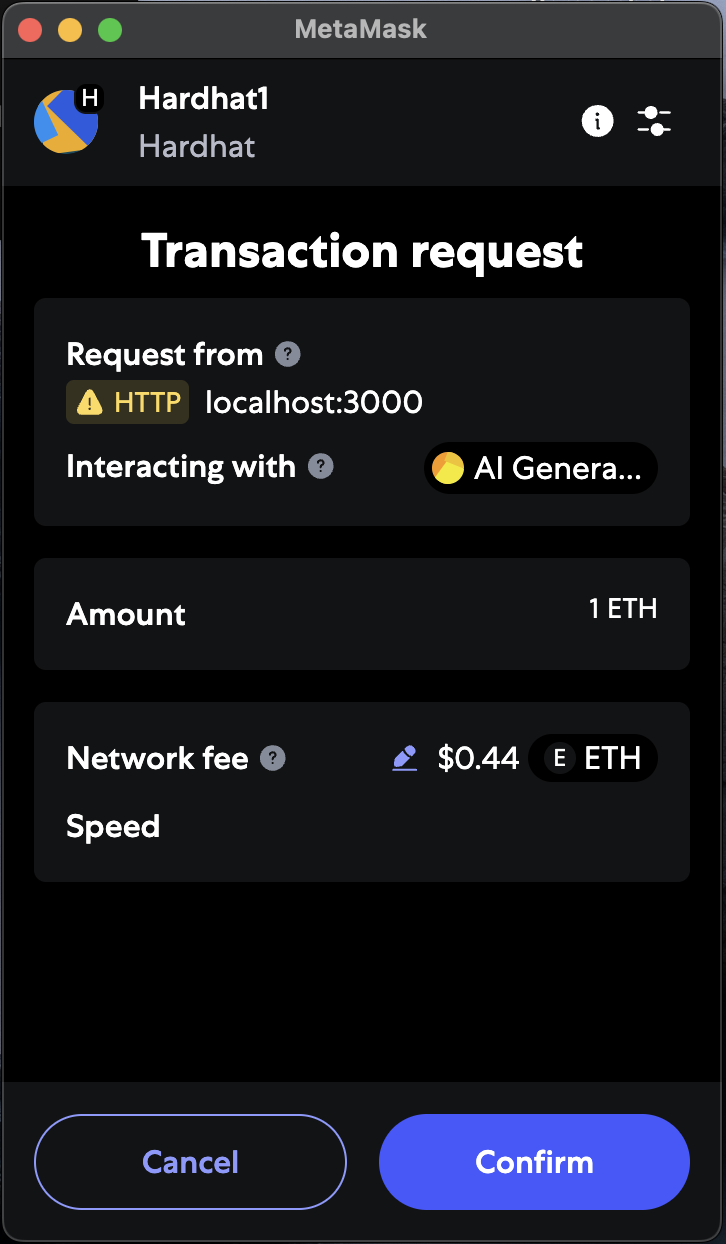 MetaMask
H
Hardhat1
Hardhat
Transaction request
Request from ?
HTTP localhost:3000
Interacting with ? AI Genera...
Amount 1 ETH
Network fee ? $0.44 E ETH
Speed
Cancel Confirm